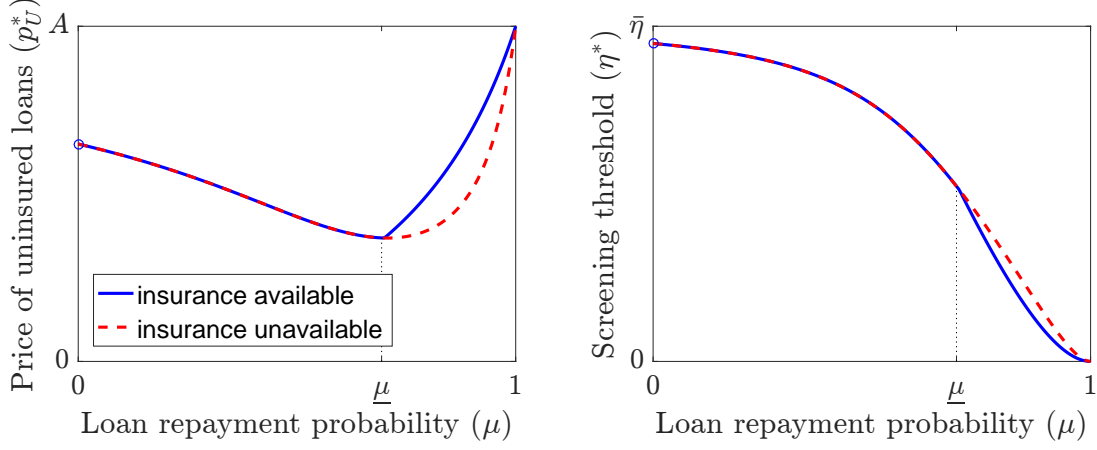 Price of uninsured loans (p*_U)
A
0
insurance available
insurance unavailable
0
μ
1
Loan repayment probability (μ)
Screening threshold (η*)
η̄
0
0
μ
1
Loan repayment probability (μ)